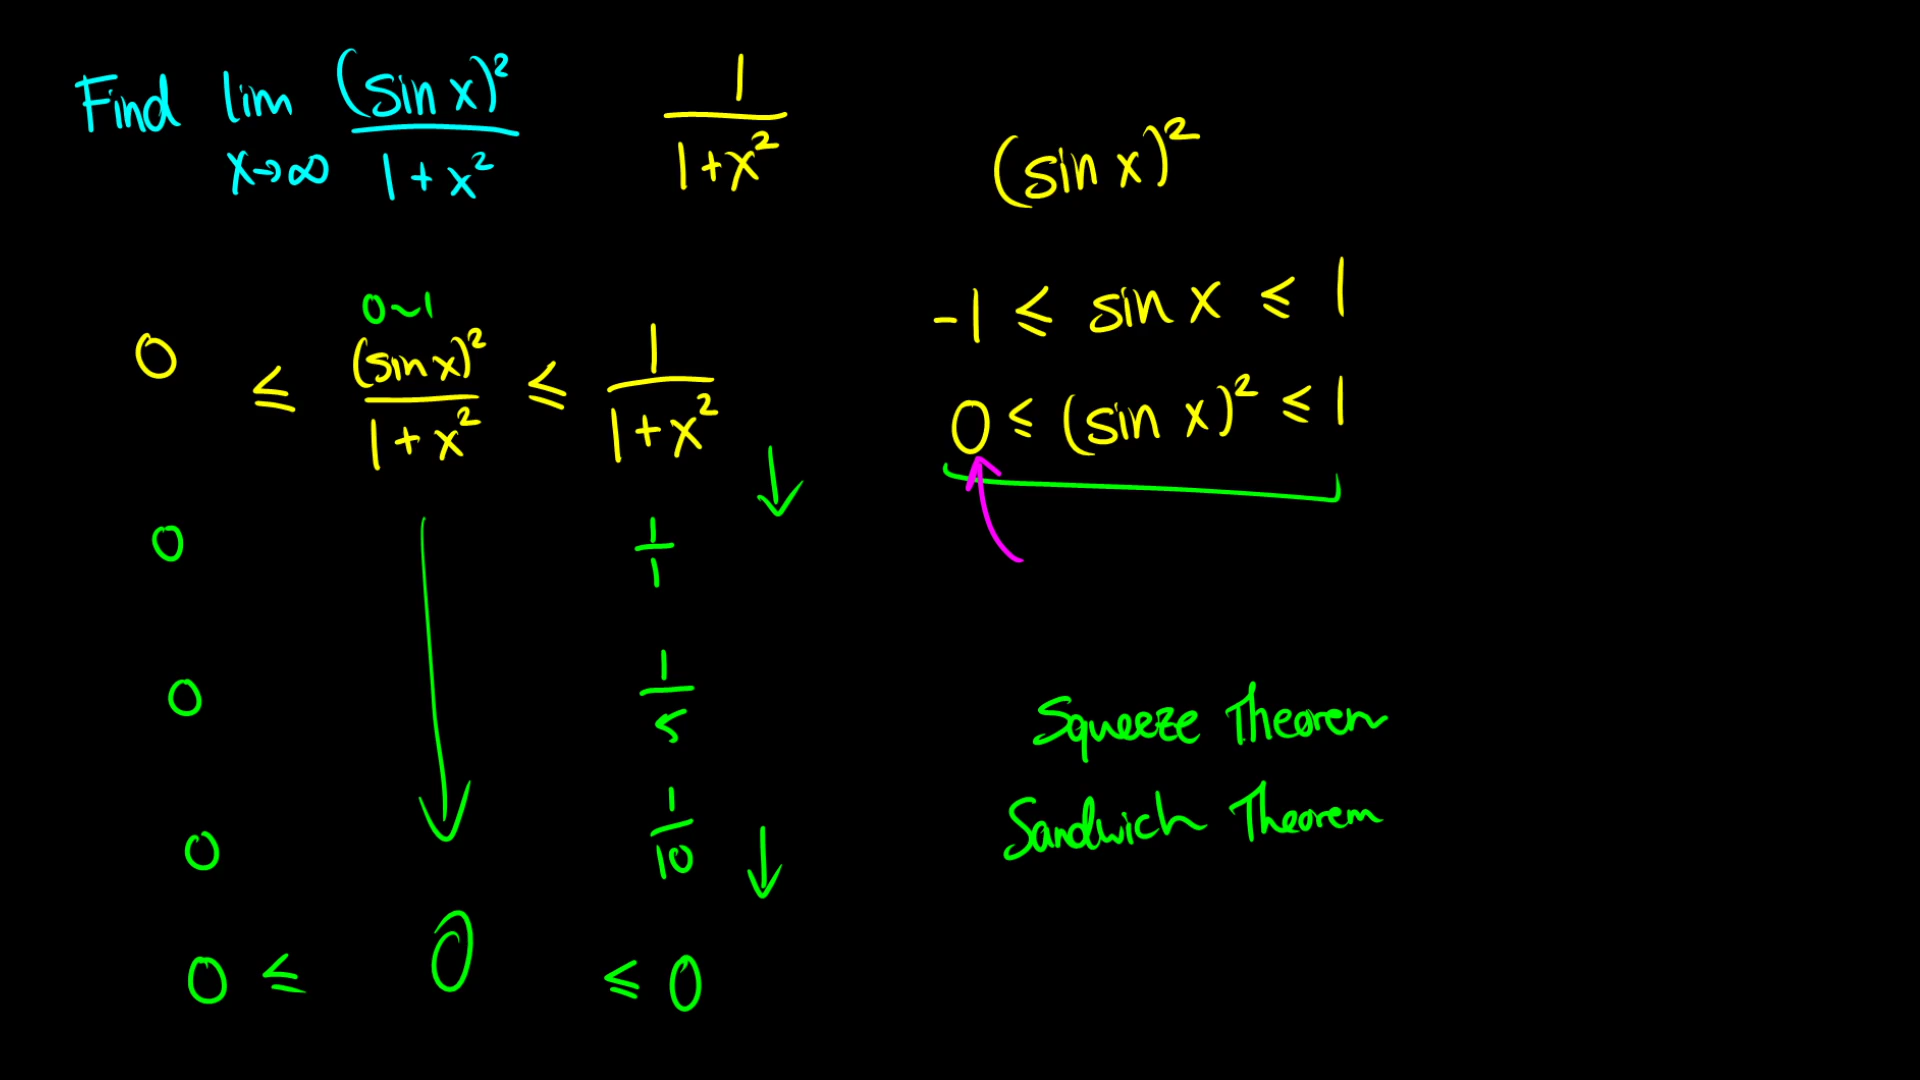 Find lim x→∞ (sin x)² / 1 + x²
1 / 1 + x²
(sin x)²
-1 ≤ sin x ≤ 1
0 ≤ (sin x)² ≤ 1
0~1
0 ≤ (sin x)² / 1 + x² ≤ 1 / 1 + x²
0 1/1
0 1/5
0 1/10
0 ≤ 0 ≤ 0
Squeeze Theorem
Sandwich Theorem